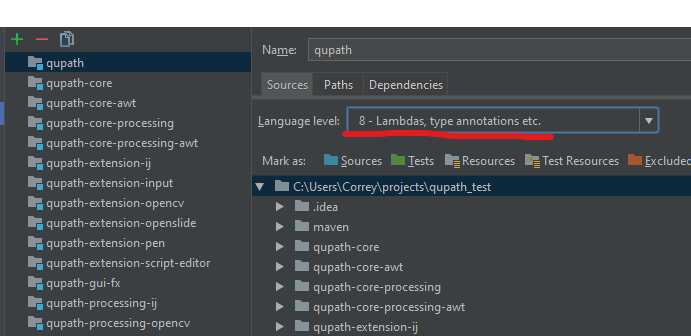 qupath
qupath-core
qupath-core-awt
qupath-core-processing
qupath-core-processing-awt
qupath-extension-ij
qupath-extension-input
qupath-extension-opencv
qupath-extension-openslide
qupath-extension-pen
qupath-extension-script-editor
qupath-gui-fx
qupath-processing-ij
qupath-processing-opencv
Name: qupath
Sources Paths Dependencies
Language level: 8 - Lambdas, type annotations etc.
Mark as: Sources Tests Resources Test Resources Excluded
C:\Users\Correy\projects\qupath_test
.idea
maven
qupath-core
qupath-core-awt
qupath-core-processing
qupath-core-processing-awt
qupath-extension-ij